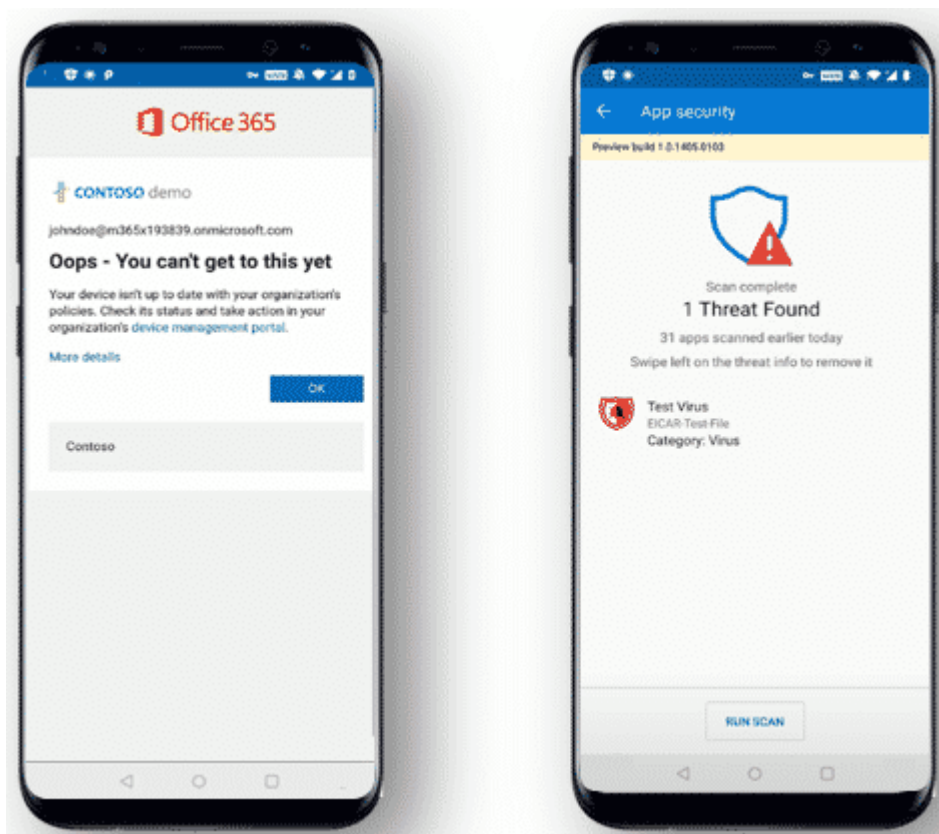 Office 365
CONTOSO demo
johndoe@m365x193839.onmicrosoft.com
Oops - You can't get to this yet
Your device isn't up to date with your organization's
policies. Check its status and take action in your
organization's device management portal.
More details
OK
Contoso
App security
Preview build 1.0.1405.0103
Scan complete
1 Threat Found
31 apps scanned earlier today
Swipe left on the threat info to remove it
Test Virus
EICAR-Test-File
Category: Virus
RUN SCAN